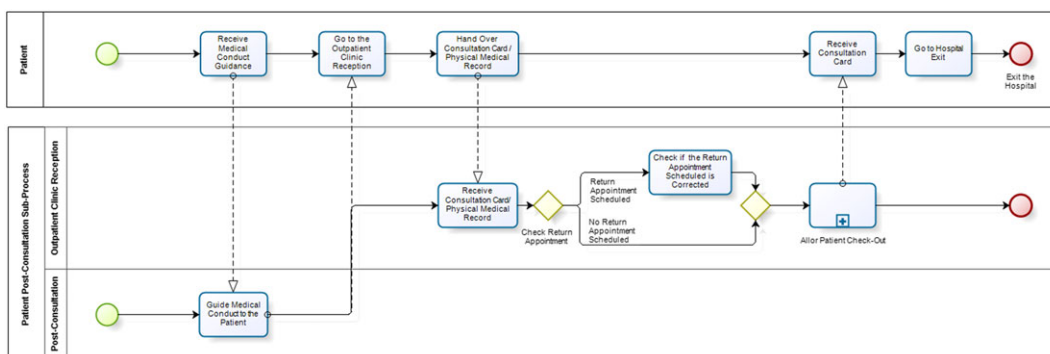 Patient
Receive
Medical
Conduct
Guidance
Go to the
Outpatient
Clinic
Reception
Hand Over
Consultation Card /
Physical Medical
Record
Receive
Consultation
Card
Go to Hospital
Exit
Exit the
Hospital
Patient Post-Consultation Sub-Process
Outpatient Clinic Reception
Receive
Consultation Card/
Physical Medical
Record
Check Return
Appointment
Return
Appointment
Scheduled
No Return
Appointment
Scheduled
Check if the Return
Appointment
Scheduled is
Corrected
Allor Patient Check-Out
Post-Consultation
Guide Medical
Conduct to the
Patient